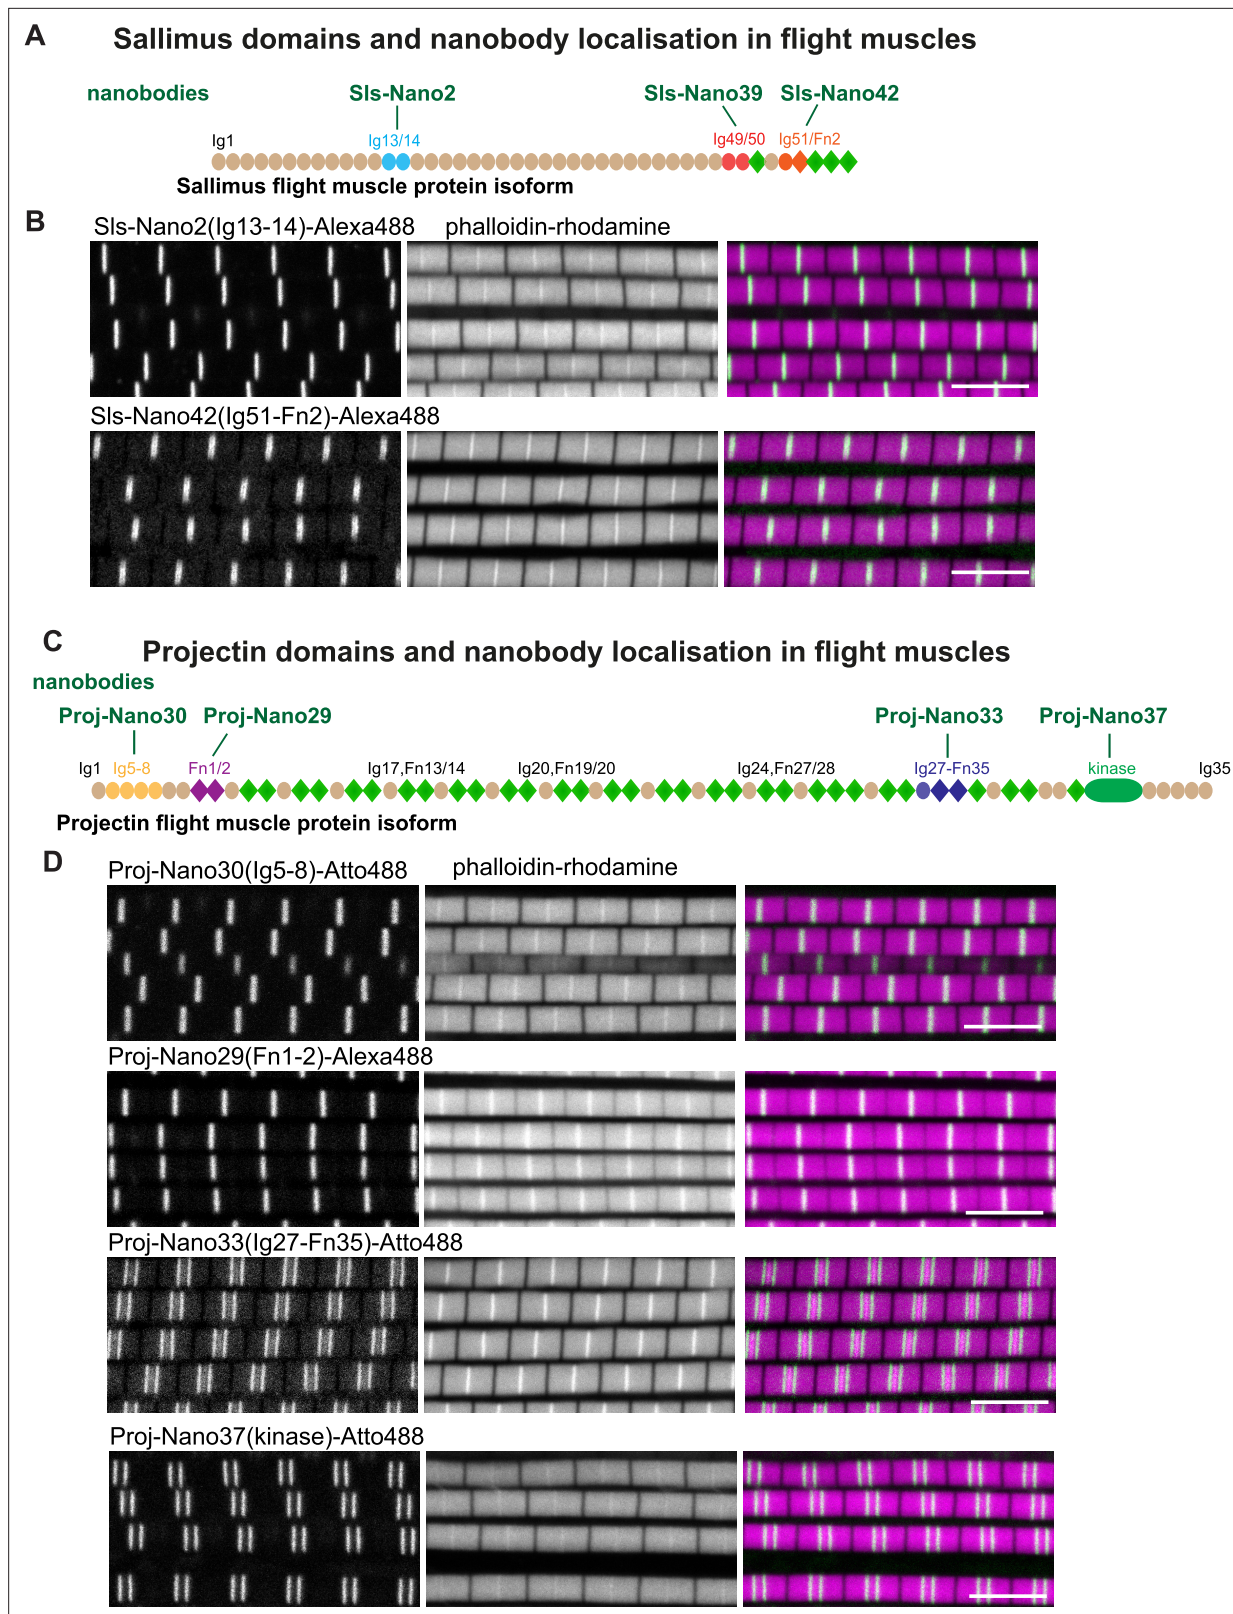 A
Sallimus domains and nanobody localisation in flight muscles
nanobodies
Sls-Nano2
Sls-Nano39
Sls-Nano42
Ig1
Ig13/14
Ig49/50
Ig51/Fn2
Sallimus flight muscle protein isoform
B
Sls-Nano2(Ig13-14)-Alexa488
phalloidin-rhodamine
Sls-Nano42(Ig51-Fn2)-Alexa488
C
Projectin domains and nanobody localisation in flight muscles
nanobodies
Proj-Nano30
Proj-Nano29
Proj-Nano33
Proj-Nano37
Ig1
Ig5-8
Fn1/2
Ig17,Fn13/14
Ig20,Fn19/20
Ig24,Fn27/28
Ig27-Fn35
kinase
Ig35
Projectin flight muscle protein isoform
D
Proj-Nano30(Ig5-8)-Atto488
phalloidin-rhodamine
Proj-Nano29(Fn1-2)-Alexa488
Proj-Nano33(Ig27-Fn35)-Atto488
Proj-Nano37(kinase)-Atto488